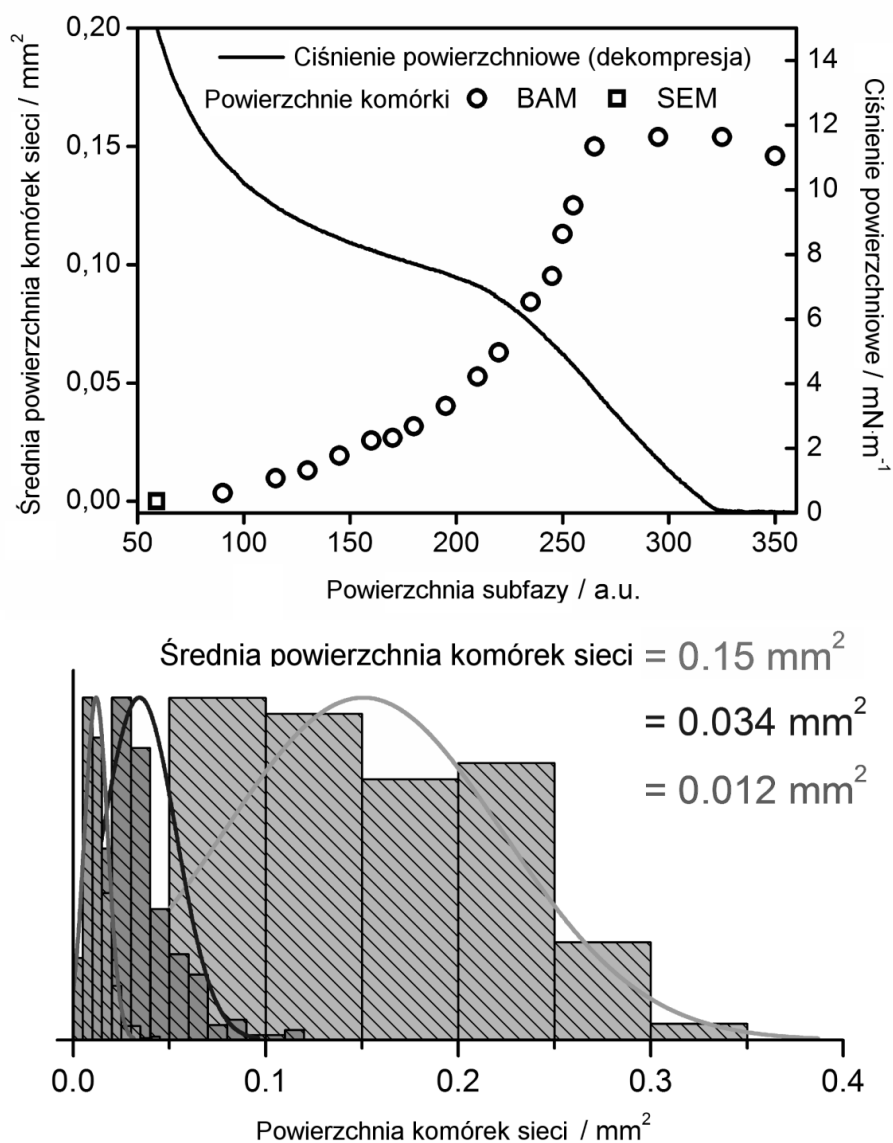 Ciśnienie powierzchniowe (dekompresja)
Powierzchnie komórki BAM SEM
Średnia powierzchnia komórek sieci / mm²
0,20
0,15
0,10
0,05
0,00
14
12
10
8
6
4
2
0
Ciśnienie powierzchniowe / mN·m⁻¹
50 100 150 200 250 300 350
Powierzchnia subfazy / a.u.
Średnia powierzchnia komórek sieci = 0.15 mm²
= 0.034 mm²
= 0.012 mm²
0.0 0.1 0.2 0.3 0.4
Powierzchnia komórek sieci / mm²